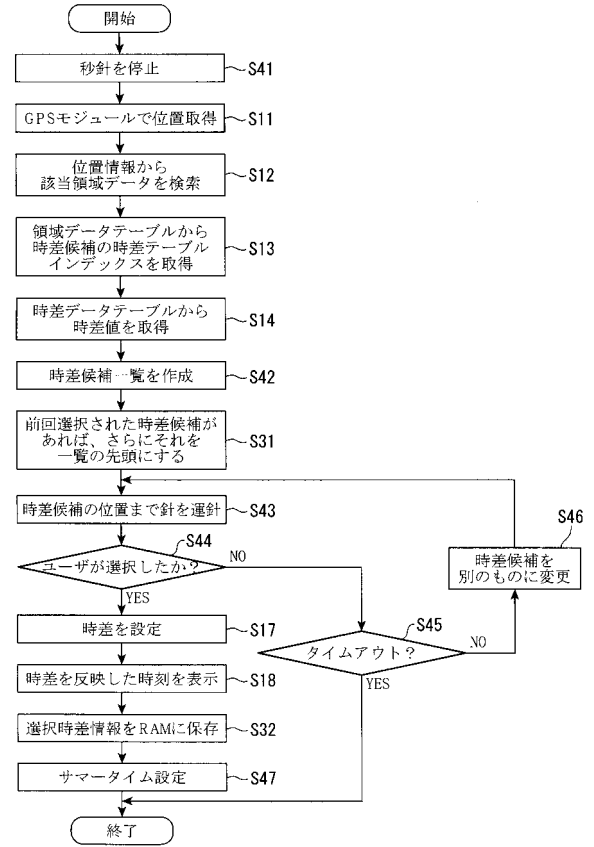 開始
秒針を停止
S41
GPSモジュールで位置取得
S11
位置情報から
該当領域データを検索
S12
領域データテーブルから
時差候補の時差テーブル
インデックスを取得
S13
時差データテーブルから
時差値を取得
S14
時差候補一覧を作成
S42
前回選択された時差候補が
あれば、さらにそれを
一覧の先頭にする
S31
時差候補の位置まで針を運針
S43
S46
時差候補を
別のものに変更
S44
ユーザが選択したか?
NO
YES
時差を設定
S17
S45
タイムアウト?
NO
YES
時差を反映した時刻を表示
S18
選択時差情報をRAMに保存
S32
サマータイム設定
S47
終了